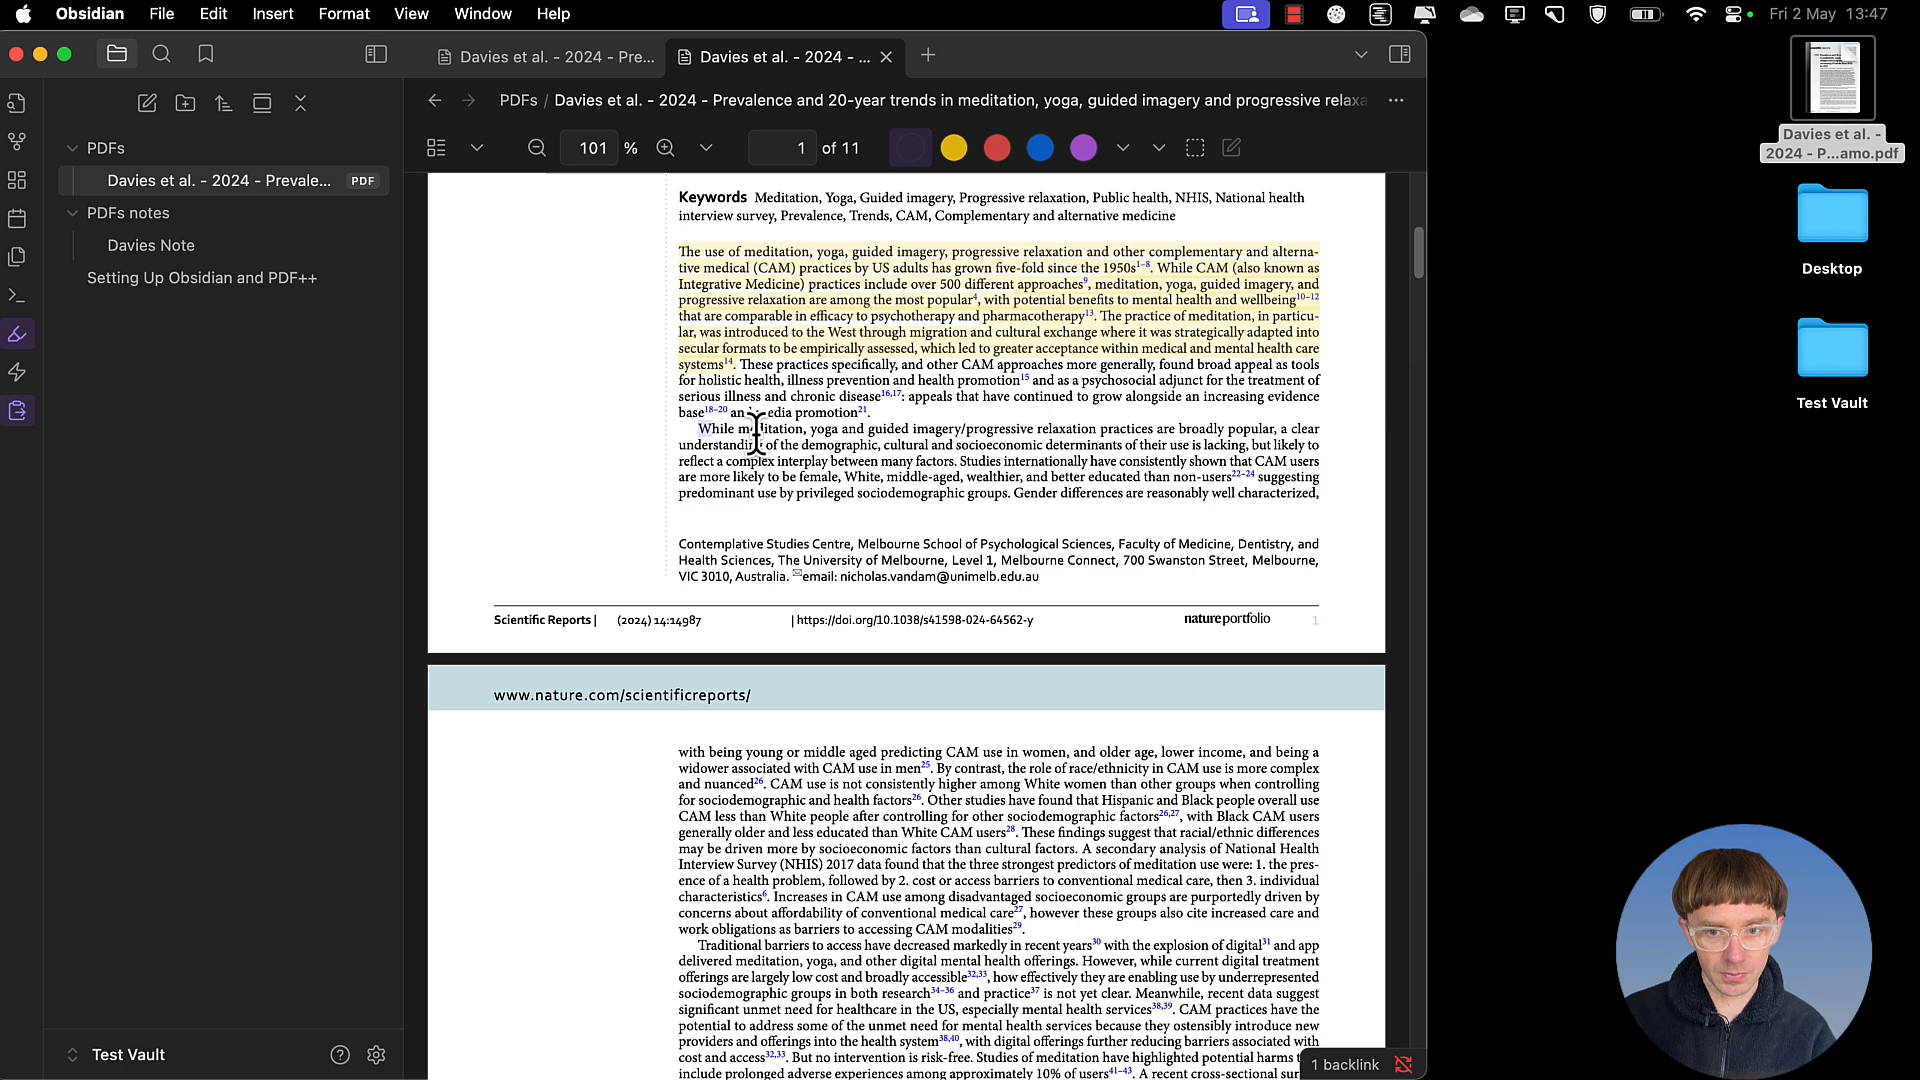 Obsidian File Edit Insert Format View Window Help
Fri 2 May 13:47
Davies et al. - 2024 - Pre...
Davies et al. - 2024 - ...
PDFs / Davies et al. - 2024 - Prevalence and 20-year trends in meditation, yoga, guided imagery and progressive relaxa
101 %
1 of 11
PDFs
Davies et al. - 2024 - Prevale...
PDF
PDFs notes
Davies Note
Setting Up Obsidian and PDF++
Test Vault
Keywords Meditation, Yoga, Guided imagery, Progressive relaxation, Public health, NHIS, National health
interview survey, Prevalence, Trends, CAM, Complementary and alternative medicine
The use of meditation, yoga, guided imagery, progressive relaxation and other complementary and alterna-
tive medical (CAM) practices by US adults has grown five-fold since the 1950s1–8. While CAM (also known as
Integrative Medicine) practices include over 500 different approaches9, meditation, yoga, guided imagery, and
progressive relaxation are among the most popular4, with potential benefits to mental health and wellbeing10–12
that are comparable in efficacy to psychotherapy and pharmacotherapy13. The practice of meditation, in particu-
lar, was introduced to the West through migration and cultural exchange where it was strategically adapted into
secular formats to be empirically assessed, which led to greater acceptance within medical and mental health care
systems14. These practices specifically, and other CAM approaches more generally, found broad appeal as tools
for holistic health, illness prevention and health promotion15 and as a psychosocial adjunct for the treatment of
serious illness and chronic disease16,17: appeals that have continued to grow alongside an increasing evidence
base18–20 an edia promotion21.
While meditation, yoga and guided imagery/progressive relaxation practices are broadly popular, a clear
understanding of the demographic, cultural and socioeconomic determinants of their use is lacking, but likely to
reflect a complex interplay between many factors. Studies internationally have consistently shown that CAM users
are more likely to be female, White, middle-aged, wealthier, and better educated than non-users22–24 suggesting
predominant use by privileged sociodemographic groups. Gender differences are reasonably well characterized,
Contemplative Studies Centre, Melbourne School of Psychological Sciences, Faculty of Medicine, Dentistry, and
Health Sciences, The University of Melbourne, Level 1, Melbourne Connect, 700 Swanston Street, Melbourne,
VIC 3010, Australia. email: nicholas.vandam@unimelb.edu.au
Scientific Reports | (2024) 14:14987 | https://doi.org/10.1038/s41598-024-64562-y natureportfolio 1
www.nature.com/scientificreports/
with being young or middle aged predicting CAM use in women, and older age, lower income, and being a
widower associated with CAM use in men25. By contrast, the role of race/ethnicity in CAM use is more complex
and nuanced26. CAM use is not consistently higher among White women than other groups when controlling
for sociodemographic and health factors26. Other studies have found that Hispanic and Black people overall use
CAM less than White people after controlling for other sociodemographic factors26,27, with Black CAM users
generally older and less educated than White CAM users28. These findings suggest that racial/ethnic differences
may be driven more by socioeconomic factors than cultural factors. A secondary analysis of National Health
Interview Survey (NHIS) 2017 data found that the three strongest predictors of meditation use were: 1. the pres-
ence of a health problem, followed by 2. cost or access barriers to conventional medical care, then 3. individual
characteristics6. Increases in CAM use among disadvantaged socioeconomic groups are purportedly driven by
concerns about affordability of conventional medical care27, however these groups also cite increased care and
work obligations as barriers to accessing CAM modalities29.
Traditional barriers to access have decreased markedly in recent years30 with the explosion of digital31 and app
delivered meditation, yoga, and other digital mental health offerings. However, while current digital treatment
offerings are largely low cost and broadly accessible32,33, how effectively they are enabling use by underrepresented
sociodemographic groups in both research34–36 and practice37 is not yet clear. Meanwhile, recent data suggest
significant unmet need for healthcare in the US, especially mental health services38,39. CAM practices have the
potential to address some of the unmet need for mental health services because they ostensibly introduce new
providers and offerings into the health system38,40, with digital offerings further reducing barriers associated with
cost and access32,33. But no intervention is risk-free. Studies of meditation have highlighted potential harms t
include prolonged adverse experiences among approximately 10% of users41–43. A recent cross-sectional sur
1 backlink
Davies et al. -
2024 - P...amo.pdf
Desktop
Test Vault